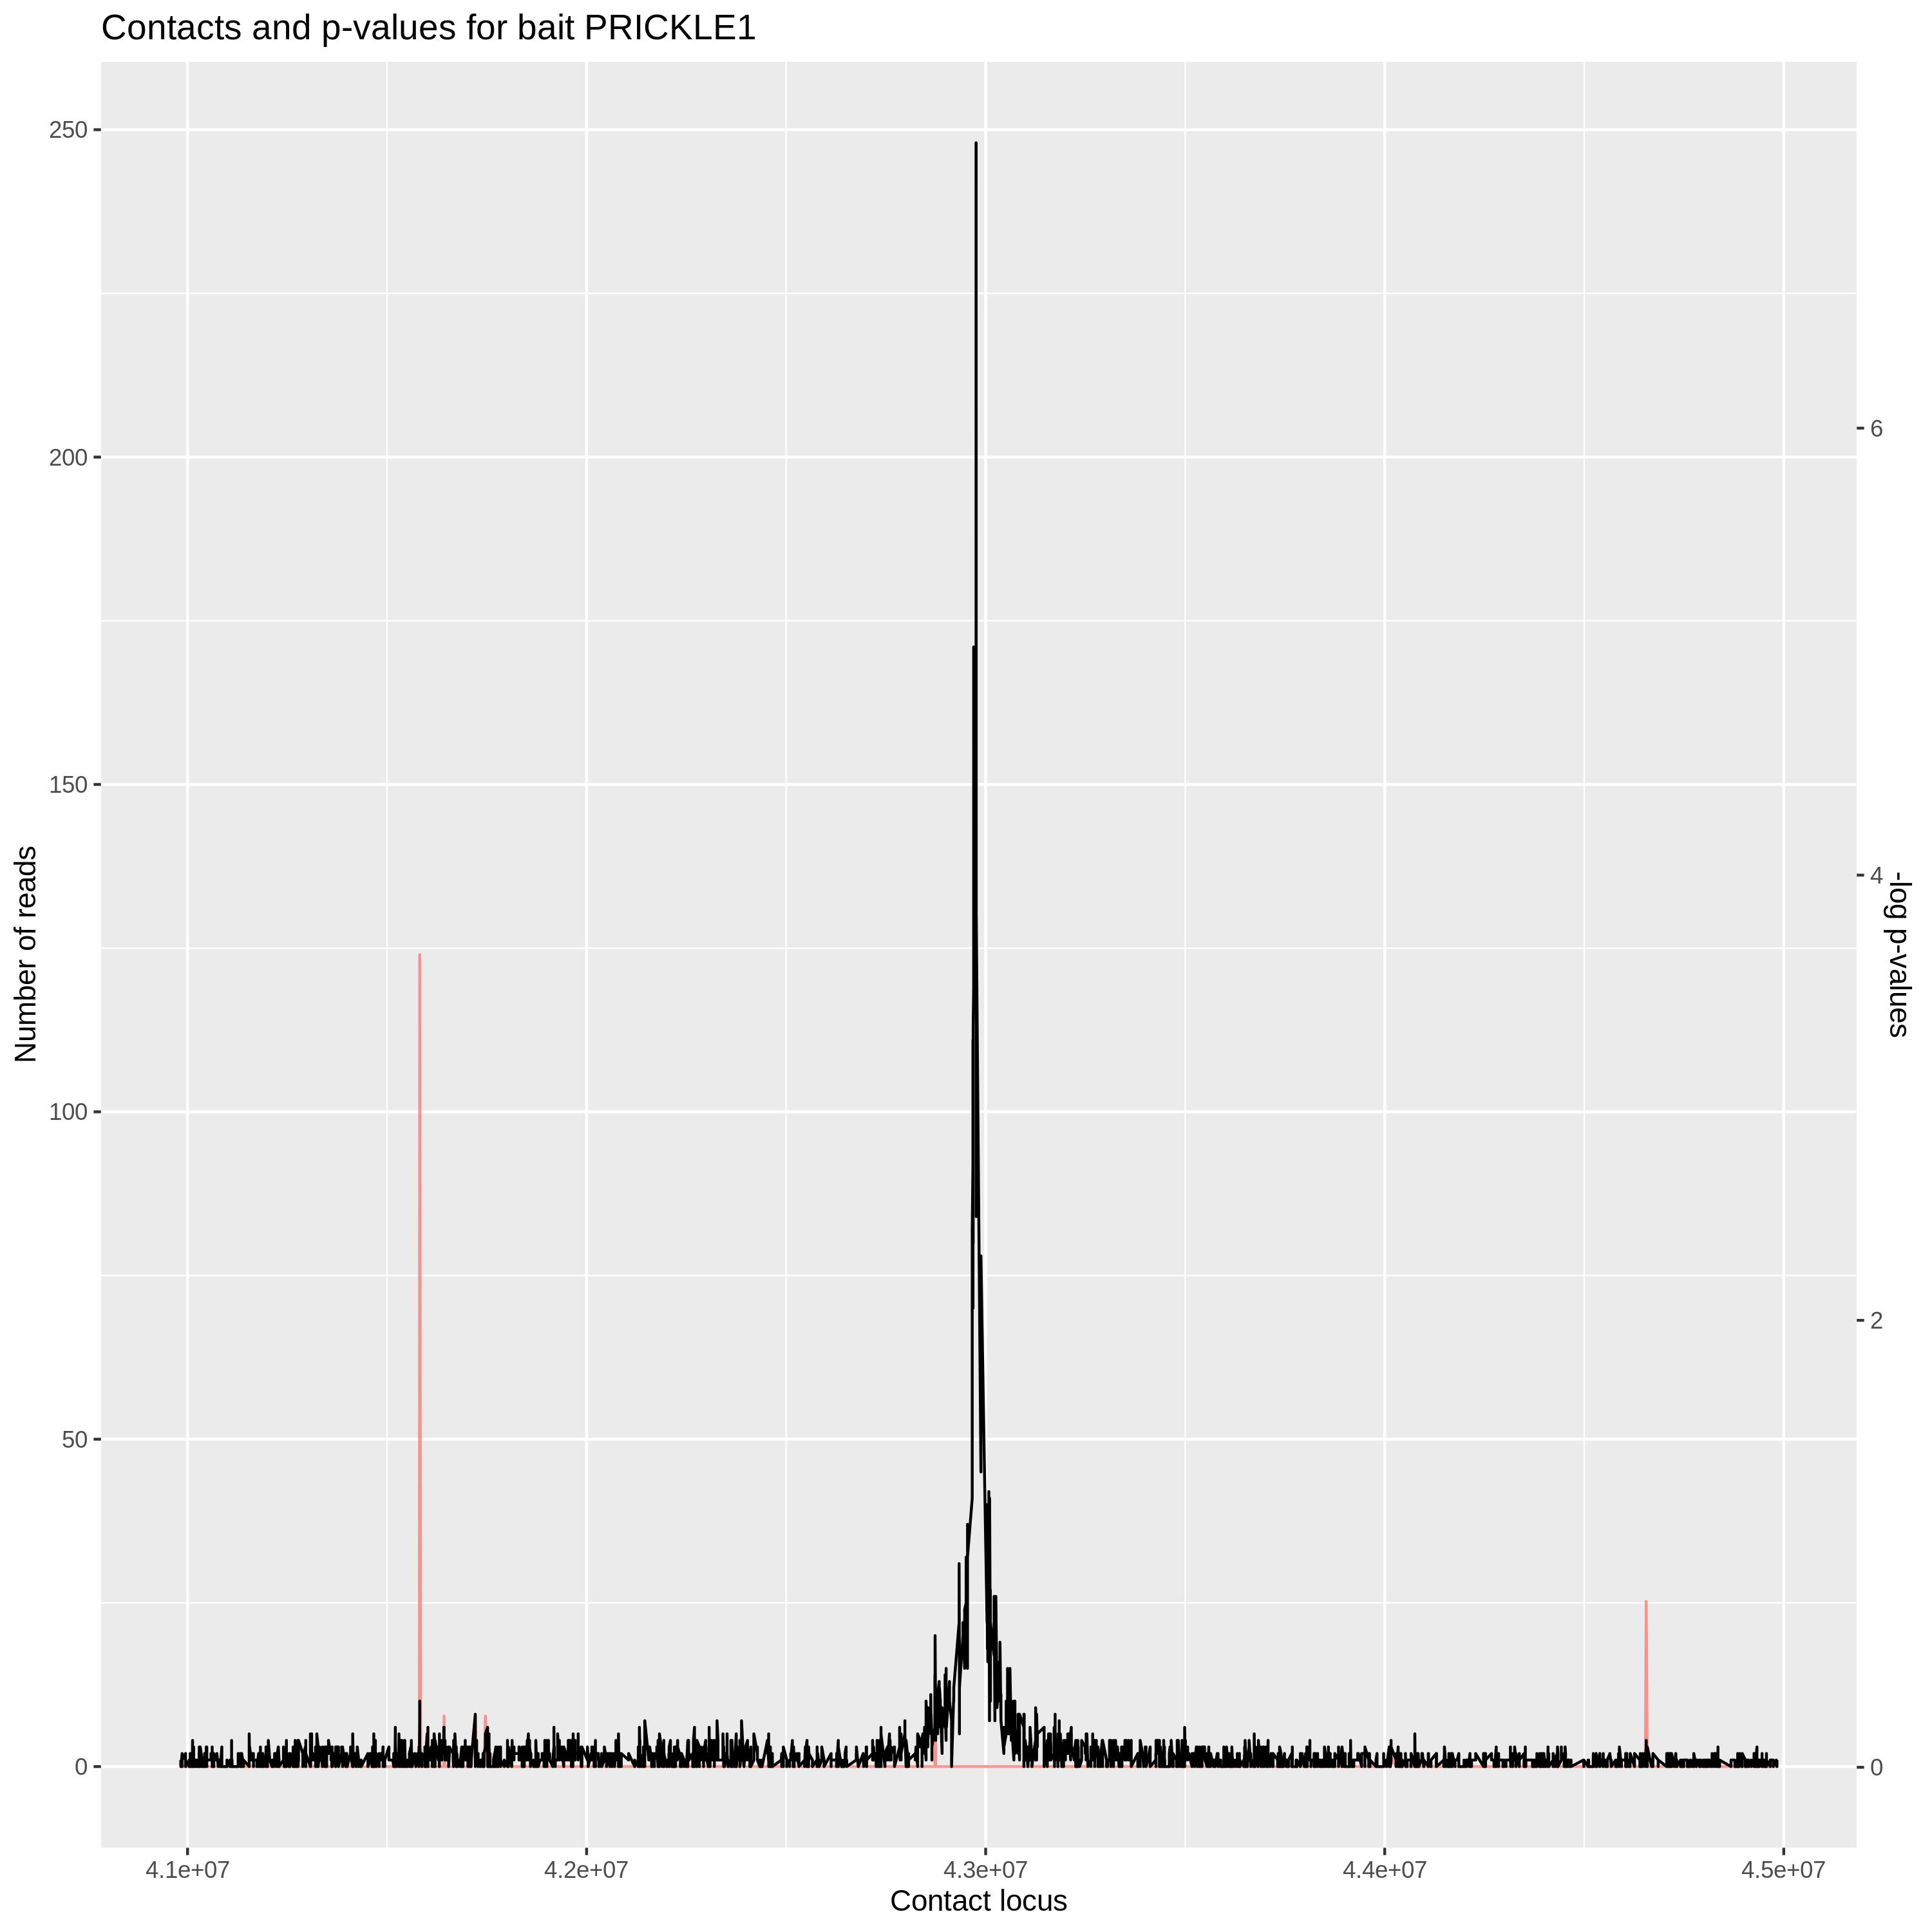 Contacts and p-values for bait PRICKLE1
250
200
150
100
50
0
Number of reads
6
4
2
0
-log p-values
4.1e+07
4.2e+07
4.3e+07
4.4e+07
4.5e+07
Contact locus